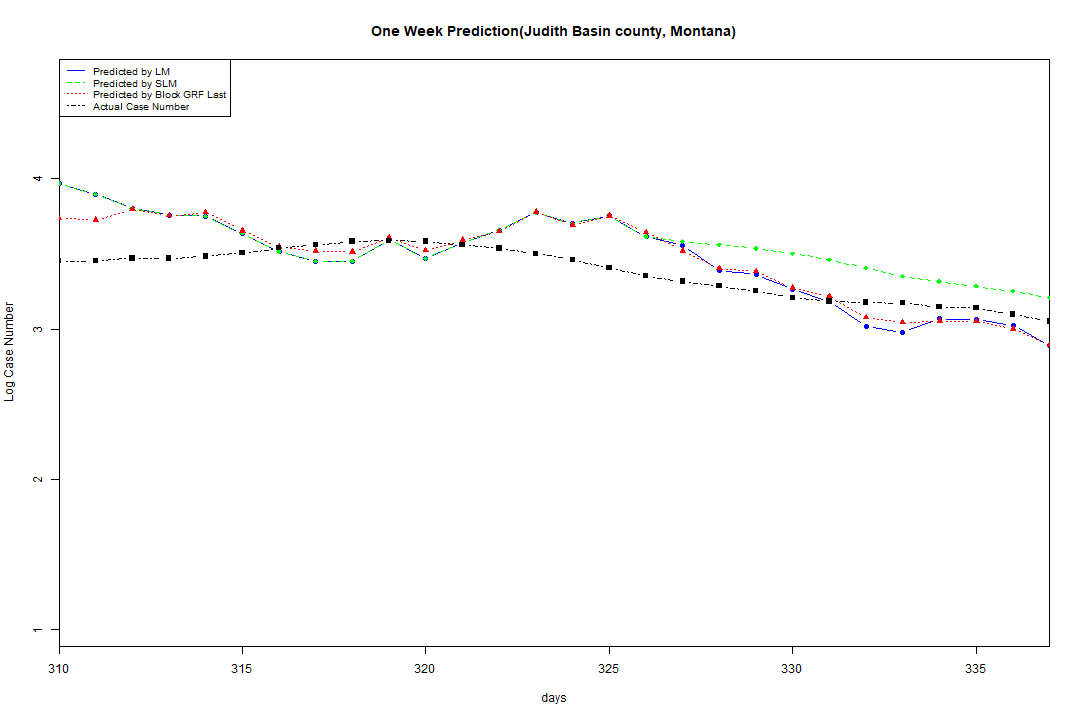 One Week Prediction(Judith Basin county, Montana)
Predicted by LM
Predicted by SLM
Predicted by Block GRF Last
Actual Case Number
4
3
2
1
Log Case Number
310 315 320 325 330 335
days